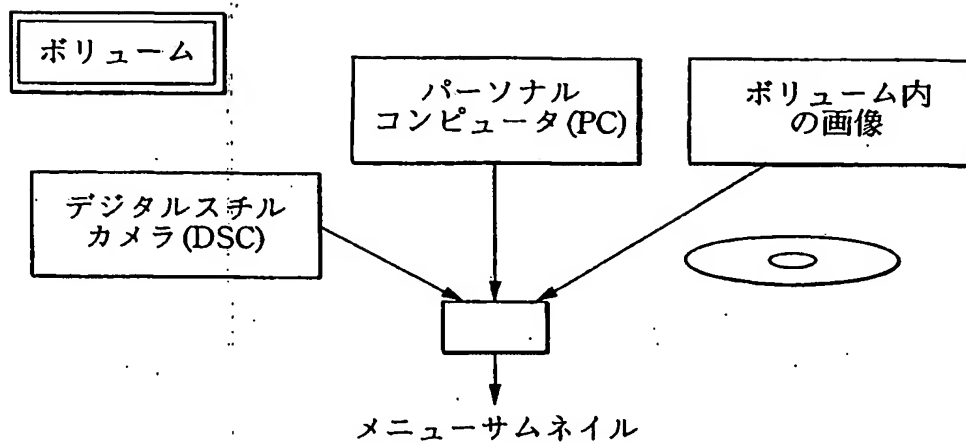 ボリューム
パーソナル
コンピュータ(PC)
ボリューム内
の画像
デジタルスチル
カメラ(DSC)
メニューサムネイル